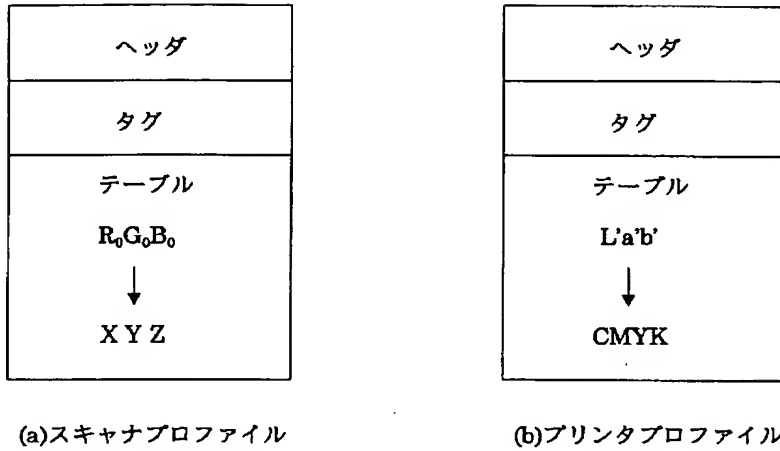 ヘッダ
タグ
テーブル
R₀G₀B₀
X Y Z
(a)スキャナプロファイル
ヘッダ
タグ
テーブル
L'a'b'
CMYK
(b)プリンタプロファイル